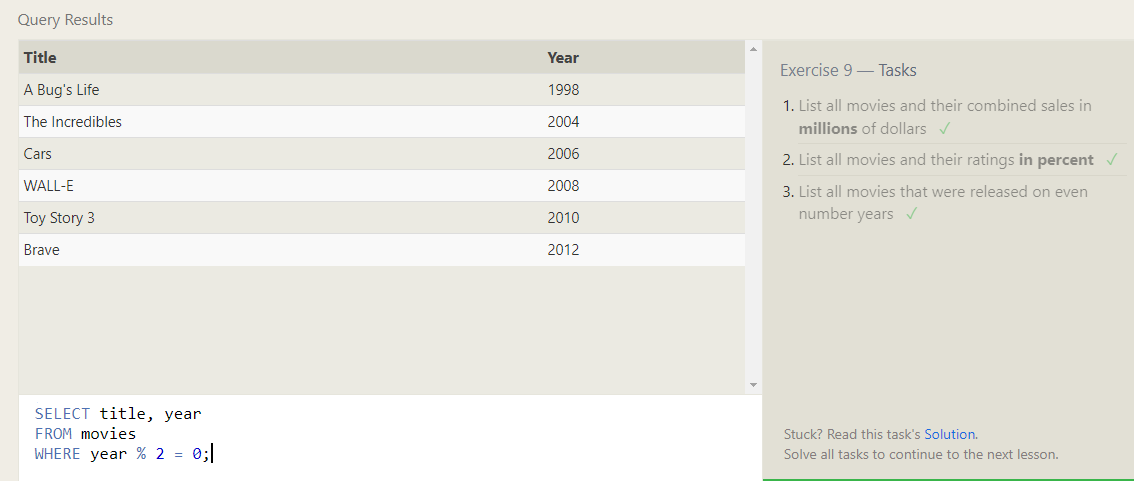 Query Results
Title Year
A Bug's Life 1998
The Incredibles 2004
Cars 2006
WALL-E 2008
Toy Story 3 2010
Brave 2012
SELECT title, year
FROM movies
WHERE year % 2 = 0;
Exercise 9 — Tasks
1. List all movies and their combined sales in
millions of dollars ✓
2. List all movies and their ratings in percent ✓
3. List all movies that were released on even
number years ✓
Stuck? Read this task's Solution.
Solve all tasks to continue to the next lesson.